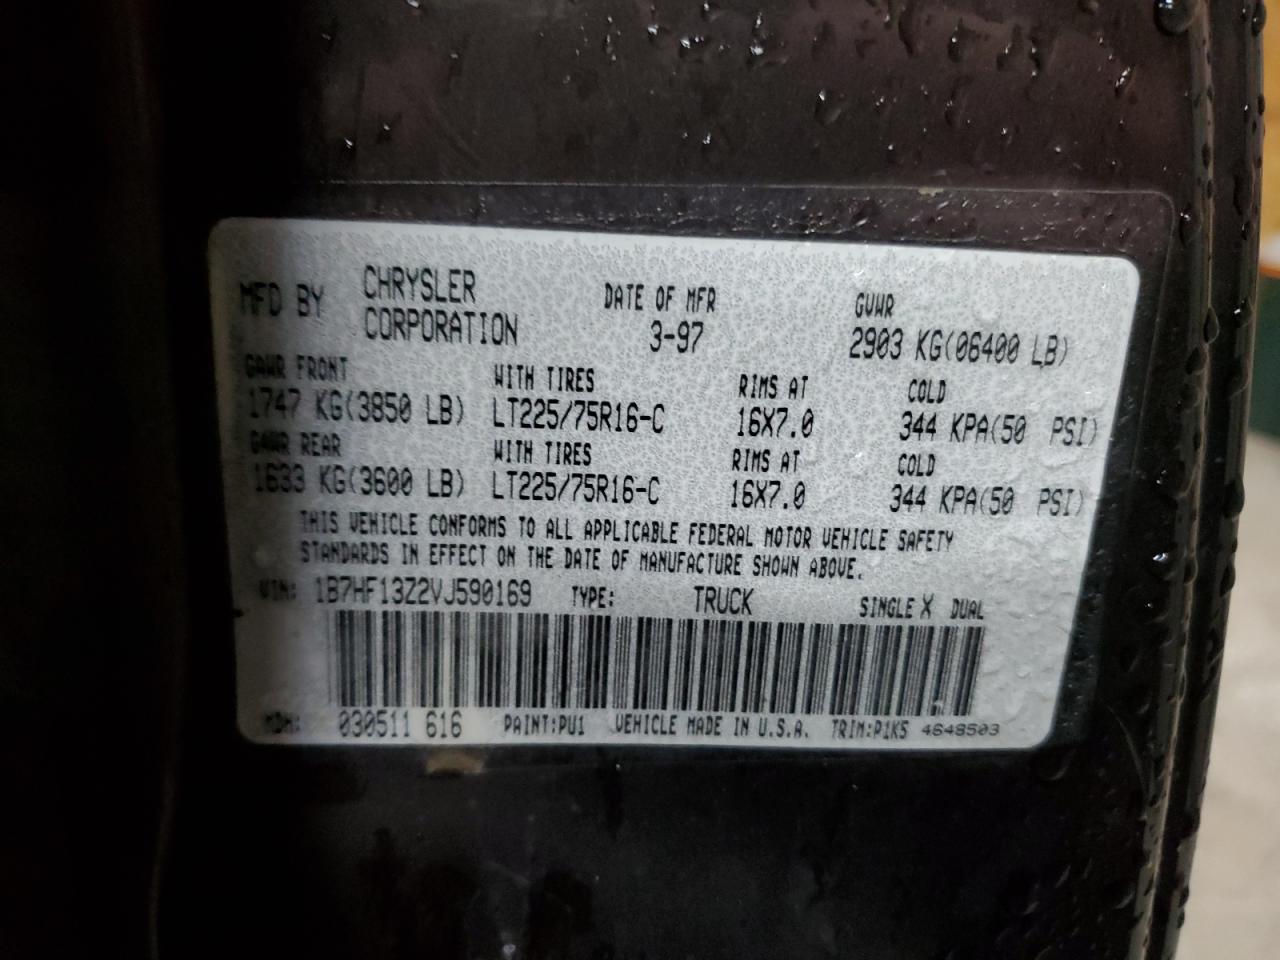 MFD BY CHRYSLER CORPORATION DATE OF MFR 3-97 GVWR 2903 KG(06400 LB)
GAWR FRONT WITH TIRES RIMS AT COLD
1747 KG(3850 LB) LT225/75R16-C 16X7.0 344 KPA(50 PSI)
GAWR REAR WITH TIRES RIMS AT COLD
1633 KG(3600 LB) LT225/75R16-C 16X7.0 344 KPA(50 PSI)
THIS VEHICLE CONFORMS TO ALL APPLICABLE FEDERAL MOTOR VEHICLE SAFETY
STANDARDS IN EFFECT ON THE DATE OF MANUFACTURE SHOWN ABOVE.
VIN: 1B7HF13Z2VJ590169 TYPE: TRUCK SINGLE X DUAL
MDH: 030511 616 PAINT:PU1 VEHICLE MADE IN U.S.A. TRIM:P1K5 4648503